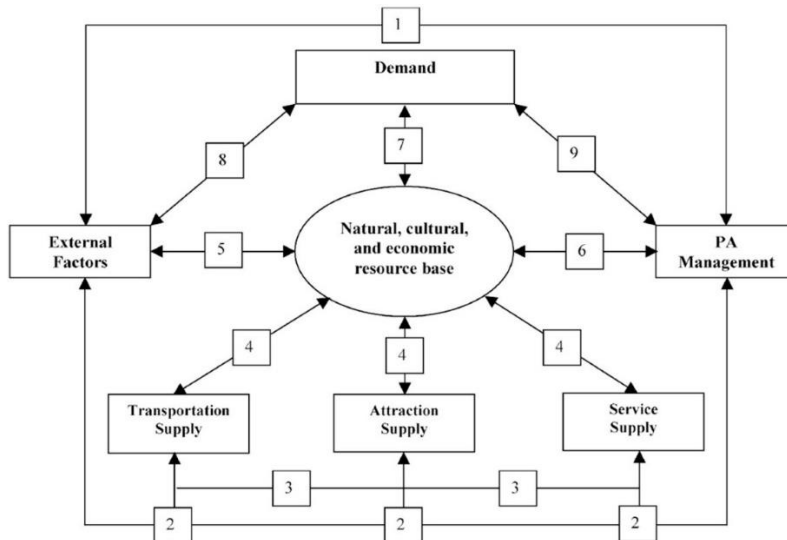 1
Demand
7
8
9
External
Factors
5
Natural, cultural,
and economic
resource base
6
PA
Management
4
4
4
Transportation
Supply
Attraction
Supply
Service
Supply
3
3
2
2
2